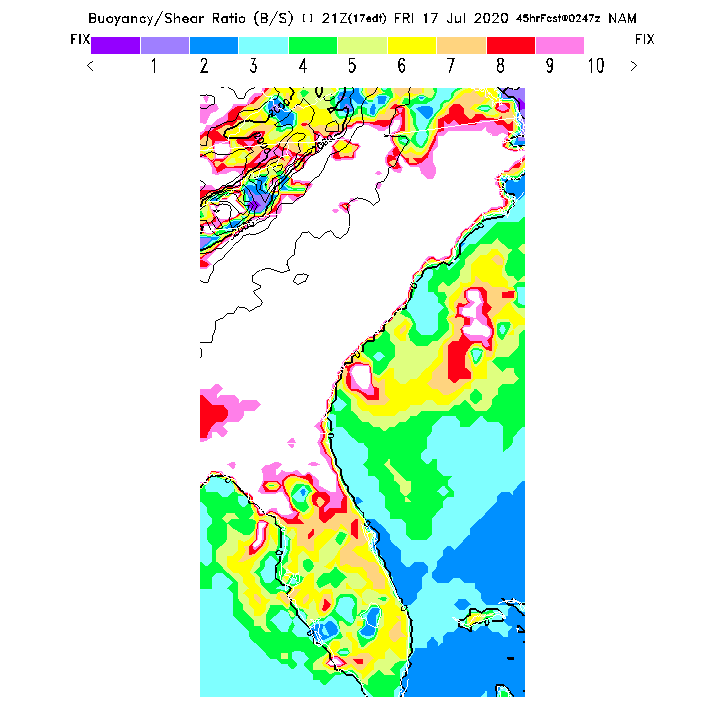 Buoyancy/Shear Ratio (B/S) [] 21Z(17edt) FRI 17 Jul 2020 45hrFcst@0247z NAM
FIX FIX
< 1 2 3 4 5 6 7 8 9 10 >